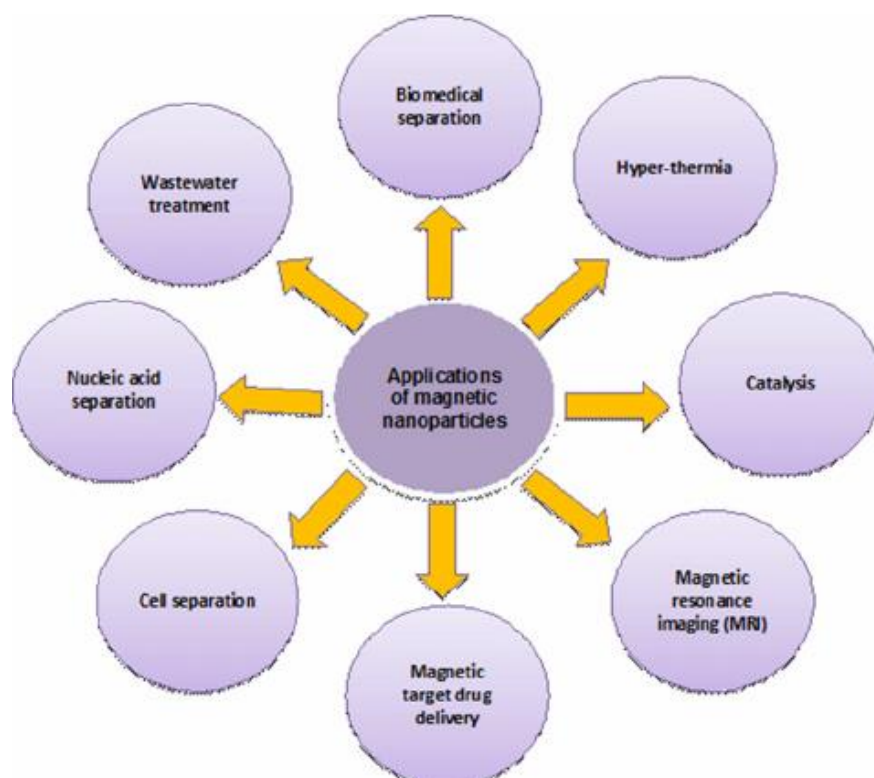 Biomedical
separation
Hyper-thermia
Wastewater
treatment
Applications
of magnetic
nanoparticles
Nucleic acid
separation
Catalysis
Cell separation
Magnetic
resonance
imaging (MRI)
Magnetic
target drug
delivery